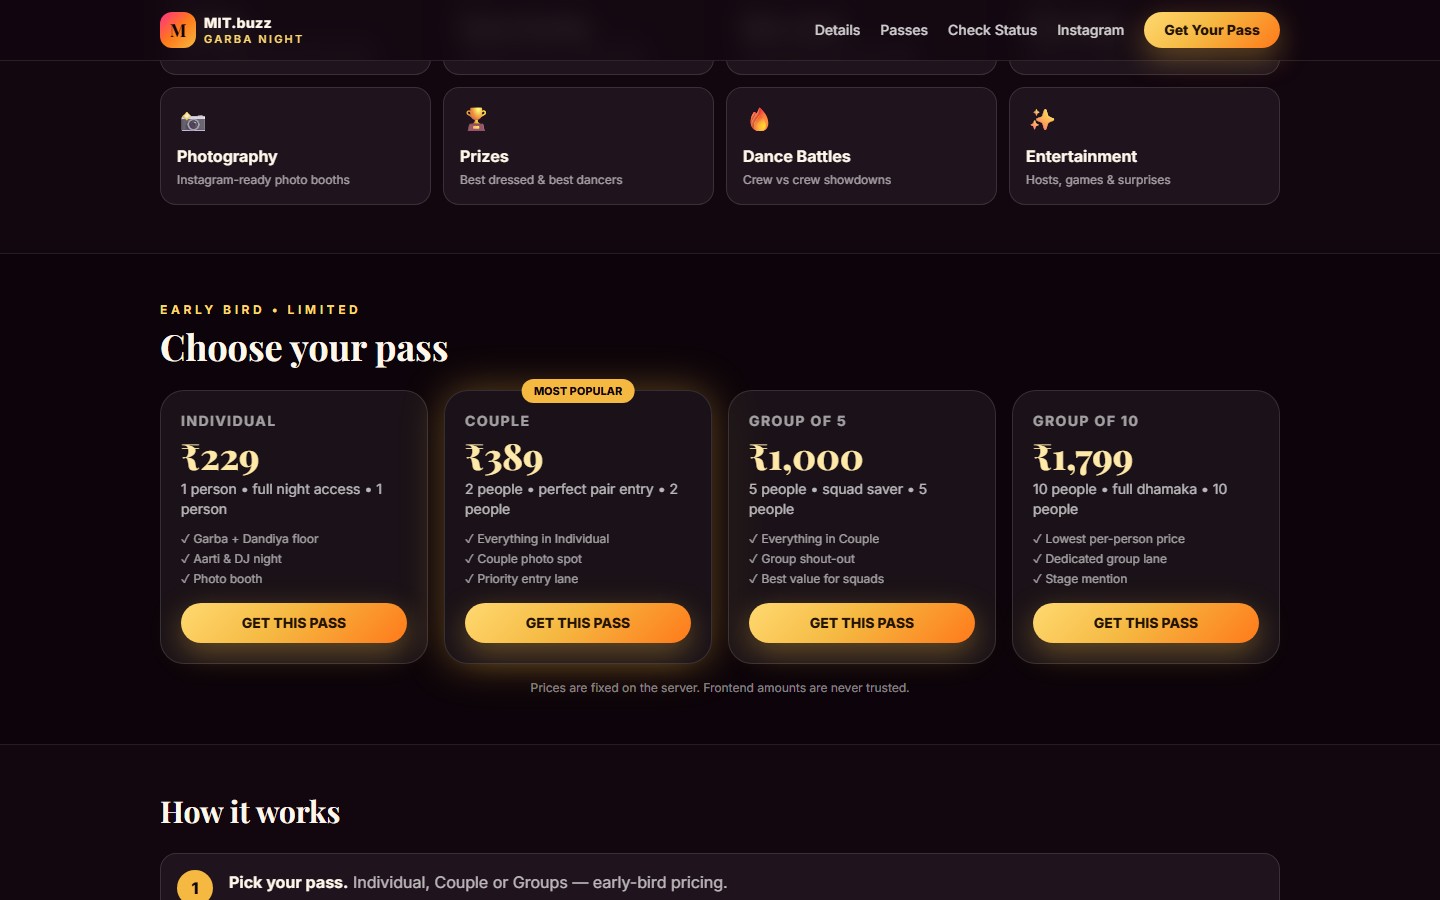 M
MIT.buzz
GARBA NIGHT
Details
Passes
Check Status
Instagram
Get Your Pass
Photography
Instagram-ready photo booths
Prizes
Best dressed & best dancers
Dance Battles
Crew vs crew showdowns
Entertainment
Hosts, games & surprises
EARLY BIRD • LIMITED
Choose your pass
INDIVIDUAL
₹229
1 person • full night access • 1
person
✓ Garba + Dandiya floor
✓ Aarti & DJ night
✓ Photo booth
GET THIS PASS
MOST POPULAR
COUPLE
₹389
2 people • perfect pair entry • 2
people
✓ Everything in Individual
✓ Couple photo spot
✓ Priority entry lane
GET THIS PASS
GROUP OF 5
₹1,000
5 people • squad saver • 5
people
✓ Everything in Couple
✓ Group shout-out
✓ Best value for squads
GET THIS PASS
GROUP OF 10
₹1,799
10 people • full dhamaka • 10
people
✓ Lowest per-person price
✓ Dedicated group lane
✓ Stage mention
GET THIS PASS
Prices are fixed on the server. Frontend amounts are never trusted.
How it works
1
Pick your pass. Individual, Couple or Groups — early-bird pricing.